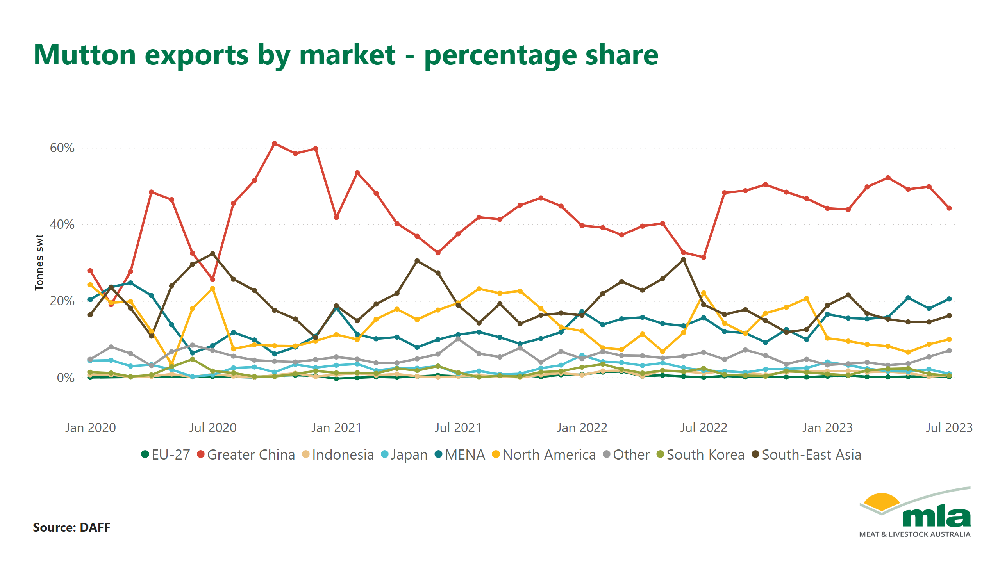 Mutton exports by market - percentage share
60%
40%
20%
0%
Tonnes swt
Jan 2020 Jul 2020 Jan 2021 Jul 2021 Jan 2022 Jul 2022 Jan 2023 Jul 2023
EU-27 Greater China Indonesia Japan MENA North America Other South Korea South-East Asia
Source: DAFF
mla
MEAT & LIVESTOCK AUSTRALIA